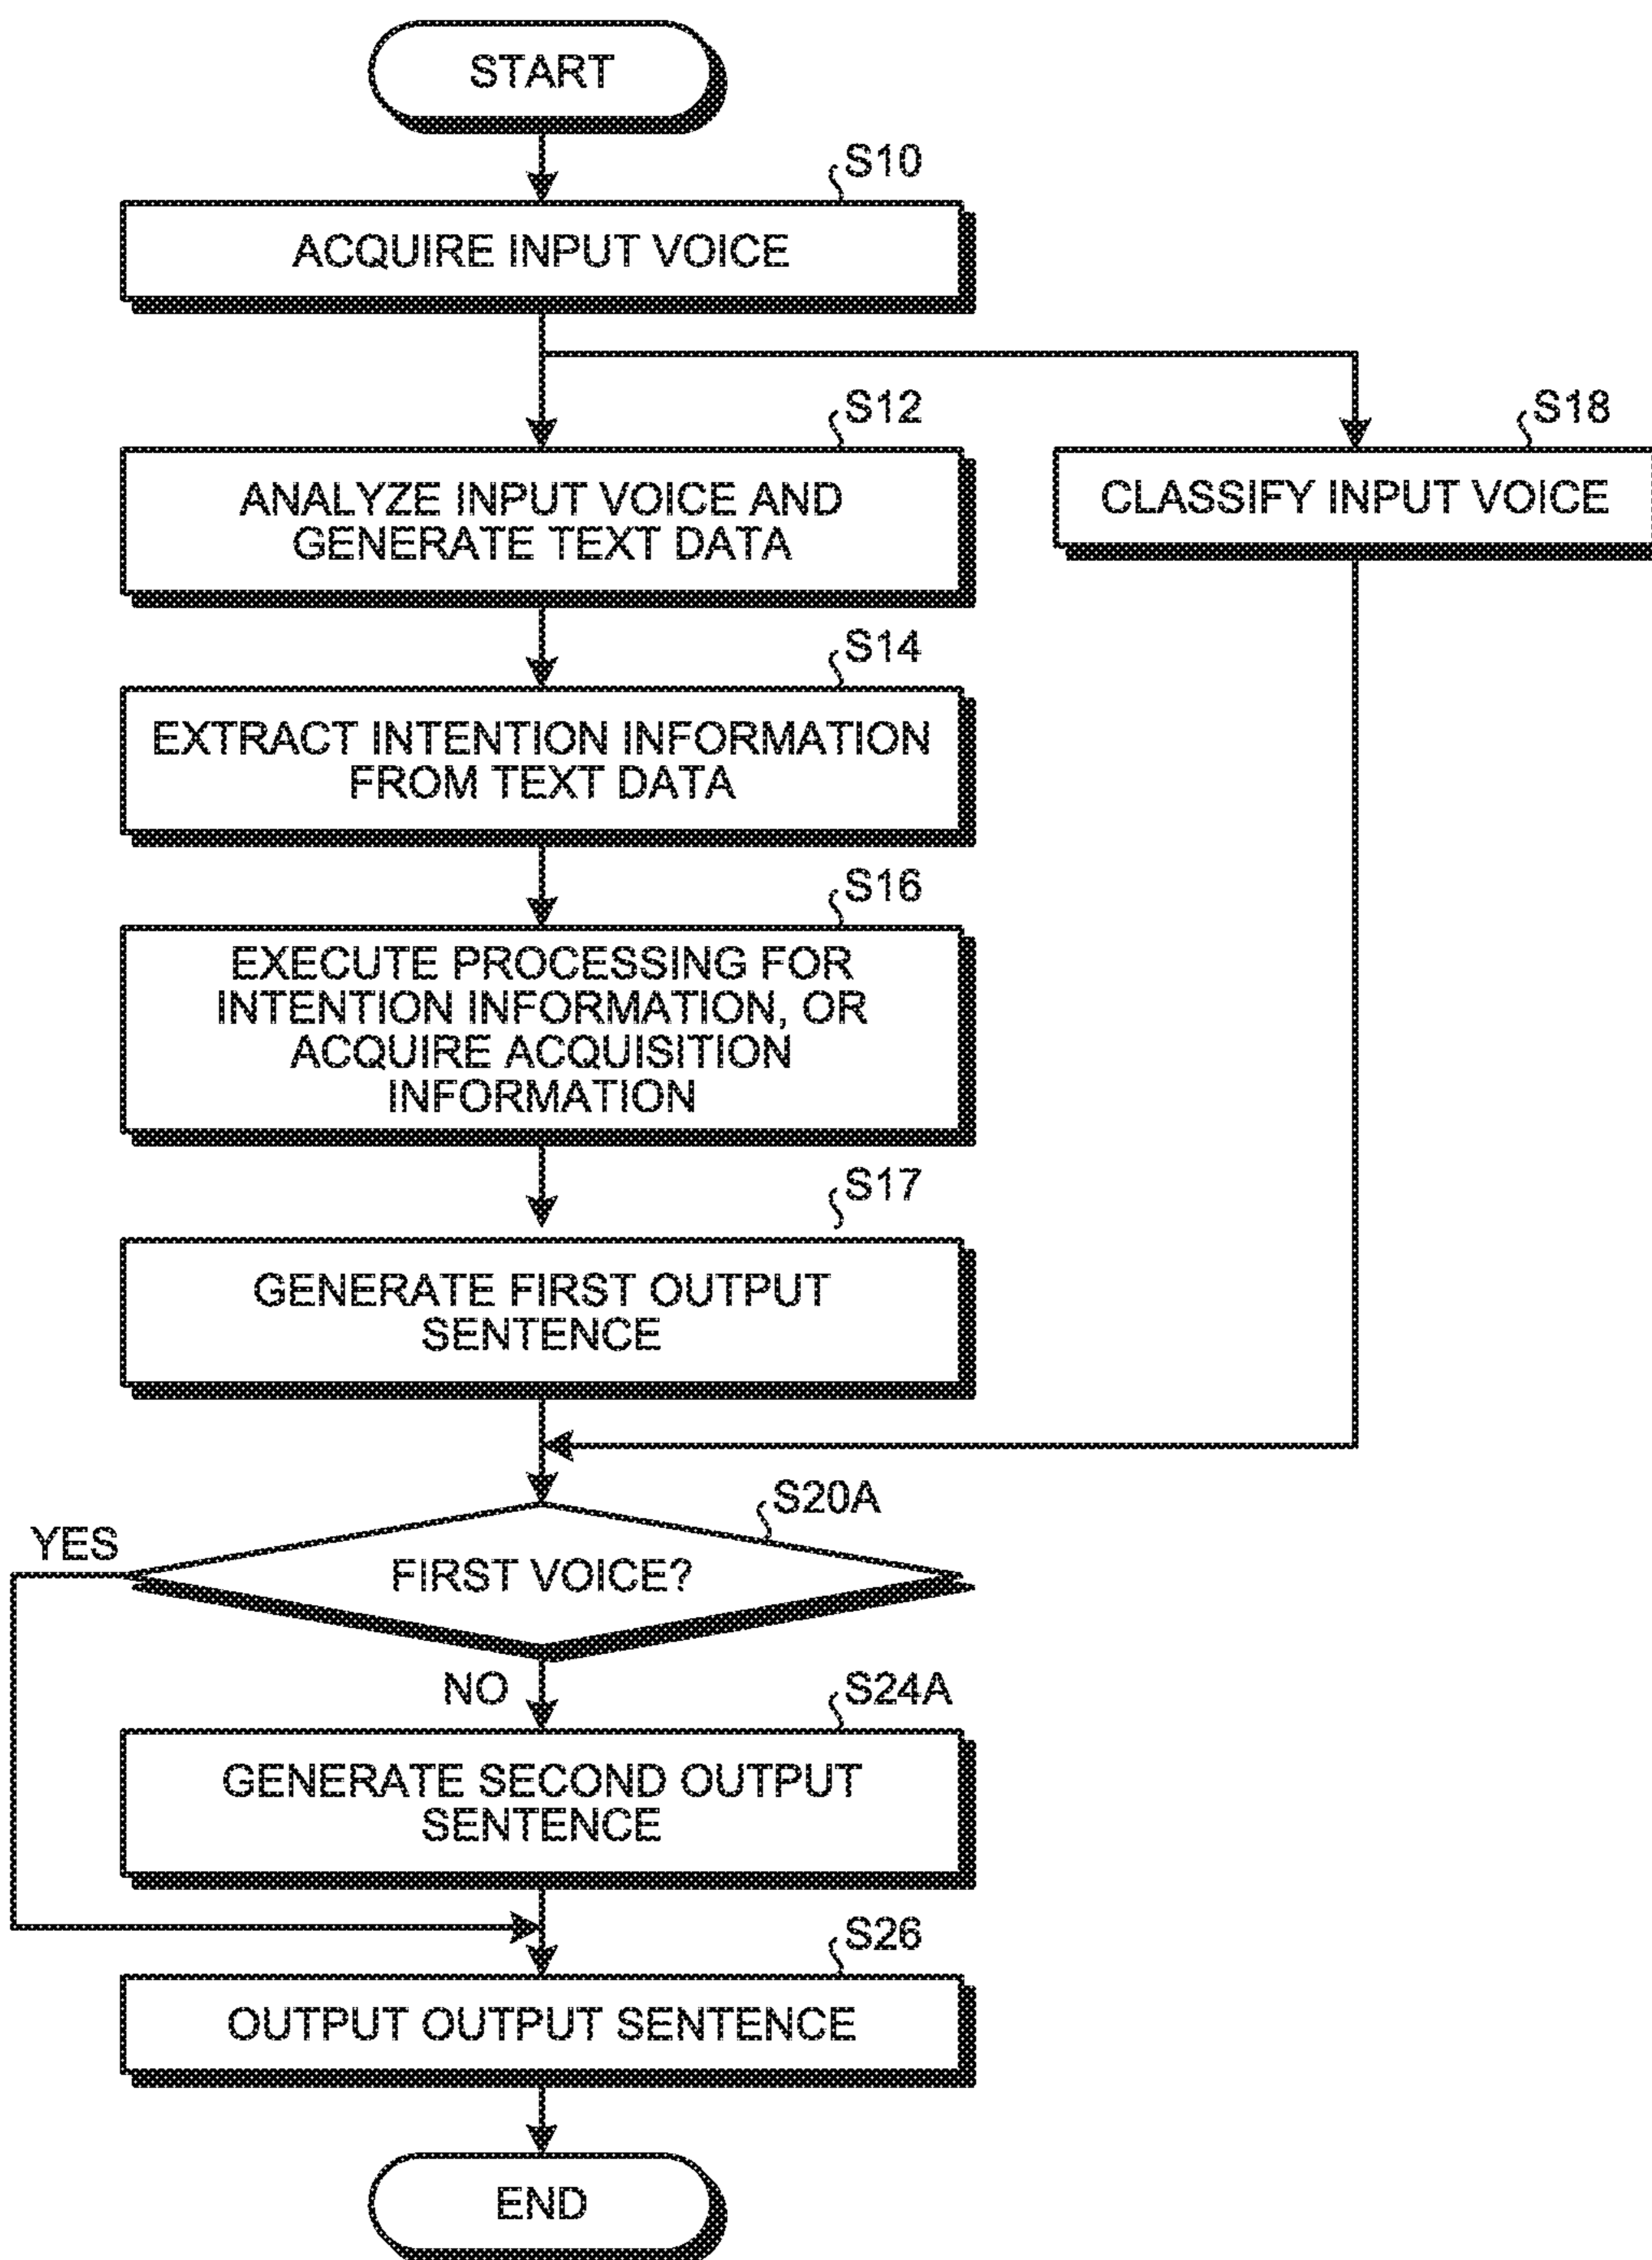 START
S10
ACQUIRE INPUT VOICE
S12
ANALYZE INPUT VOICE AND
GENERATE TEXT DATA
S18
CLASSIFY INPUT VOICE
S14
EXTRACT INTENTION INFORMATION
FROM TEXT DATA
S16
EXECUTE PROCESSING FOR
INTENTION INFORMATION, OR
ACQUIRE ACQUISITION
INFORMATION
S17
GENERATE FIRST OUTPUT
SENTENCE
S20A
YES
FIRST VOICE?
NO
S24A
GENERATE SECOND OUTPUT
SENTENCE
S26
OUTPUT OUTPUT SENTENCE
END